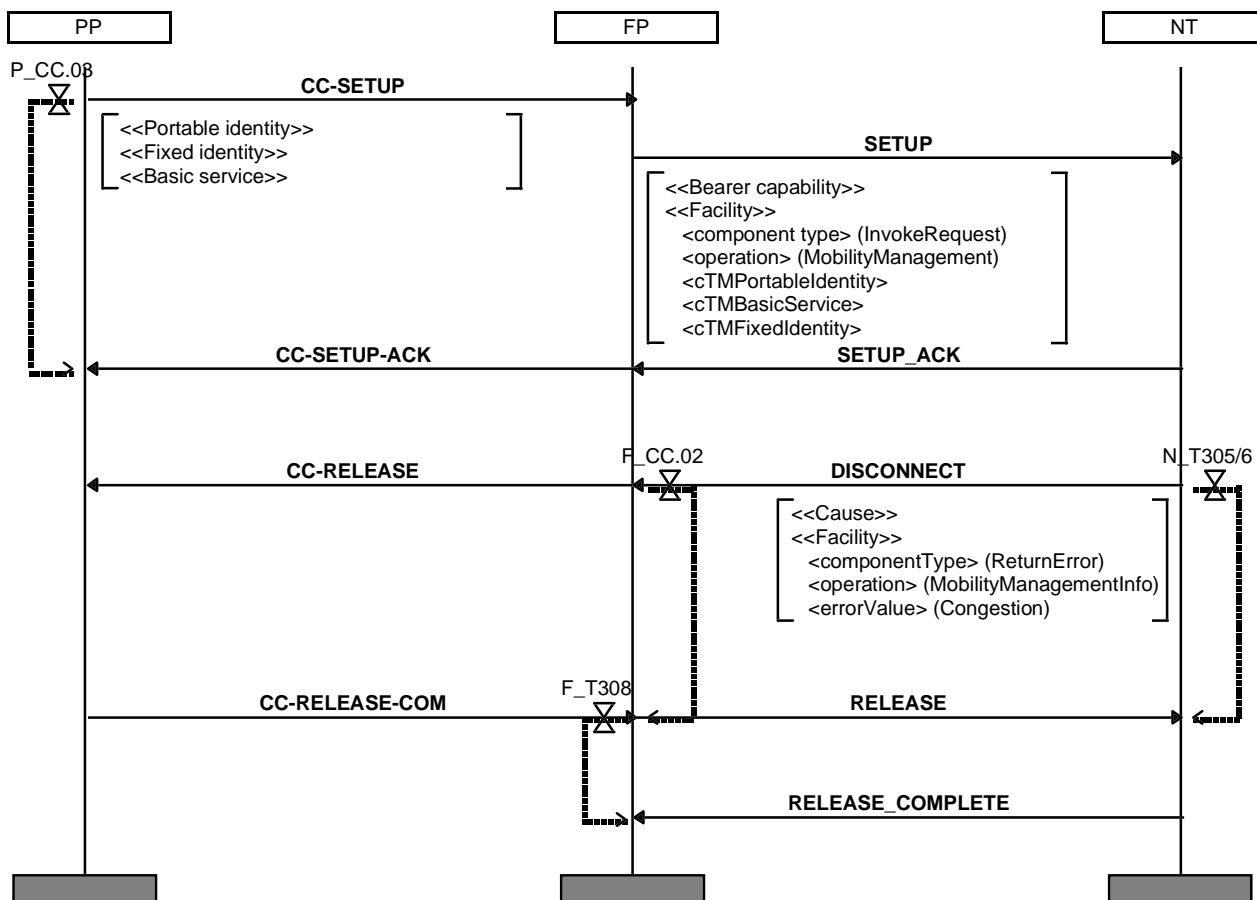 PP
FP
NT
P_CC.03
CC-SETUP
<<Portable identity>>
<<Fixed identity>>
<<Basic service>>
SETUP
<<Bearer capability>>
<<Facility>>
<component type> (InvokeRequest)
<operation> (MobilityManagement)
<cTMPortableIdentity>
<cTMBasicService>
<cTMFixedIdentity>
CC-SETUP-ACK
SETUP_ACK
F_CC.02
N_T305/6
CC-RELEASE
DISCONNECT
<<Cause>>
<<Facility>>
<componentType> (ReturnError)
<operation> (MobilityManagementInfo)
<errorValue> (Congestion)
F_T308
CC-RELEASE-COM
RELEASE
RELEASE_COMPLETE